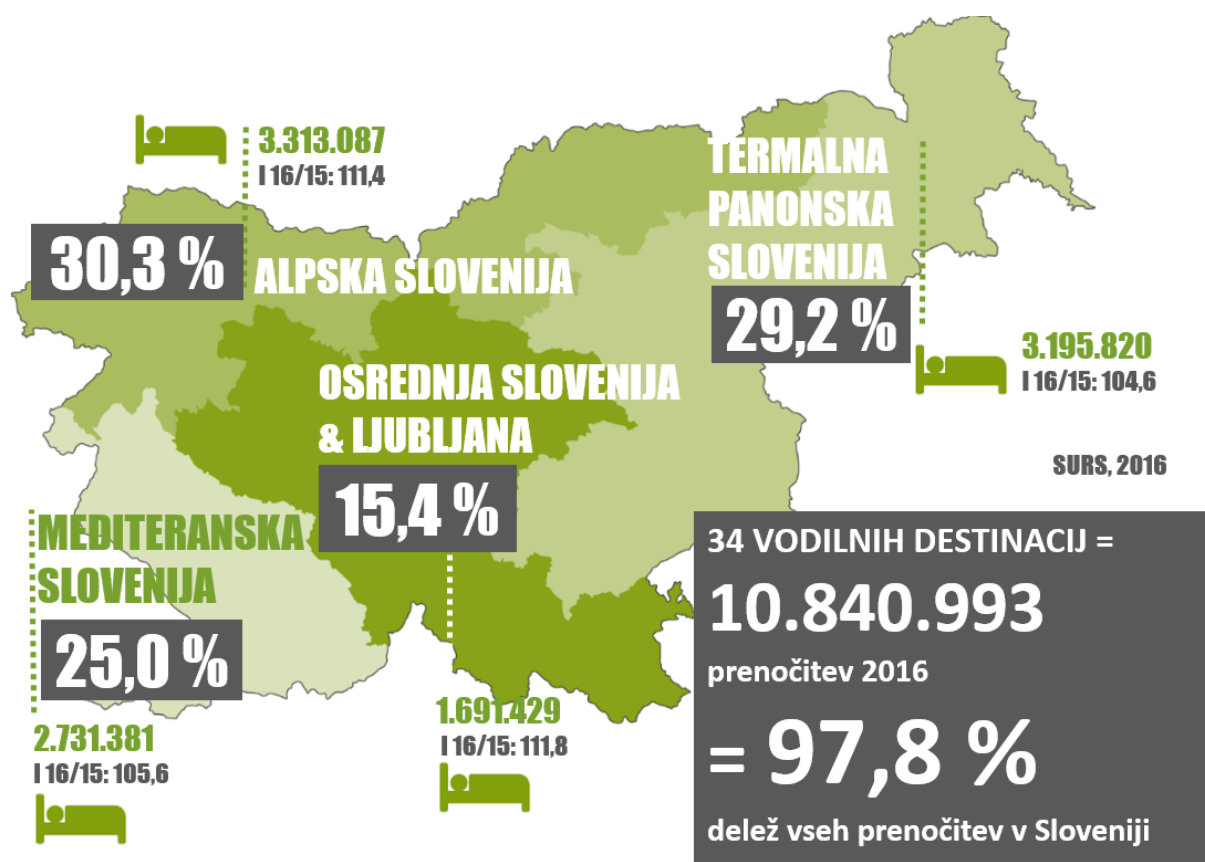 3.313.087
I 16/15: 111,4
30,3 %
ALPSKA SLOVENIJA
TERMALNA
PANONSKA
SLOVENIJA
29,2 %
3.195.820
I 16/15: 104,6
OSREDNJA SLOVENIJA
& LJUBLJANA
15,4 %
1.691.429
I 16/15: 111,8
MEDITERANSKA
SLOVENIJA
25,0 %
2.731.381
I 16/15: 105,6
SURS, 2016
34 VODILNIH DESTINACIJ =
10.840.993
prenočitev 2016
= 97,8 %
delež vseh prenočitev v Sloveniji